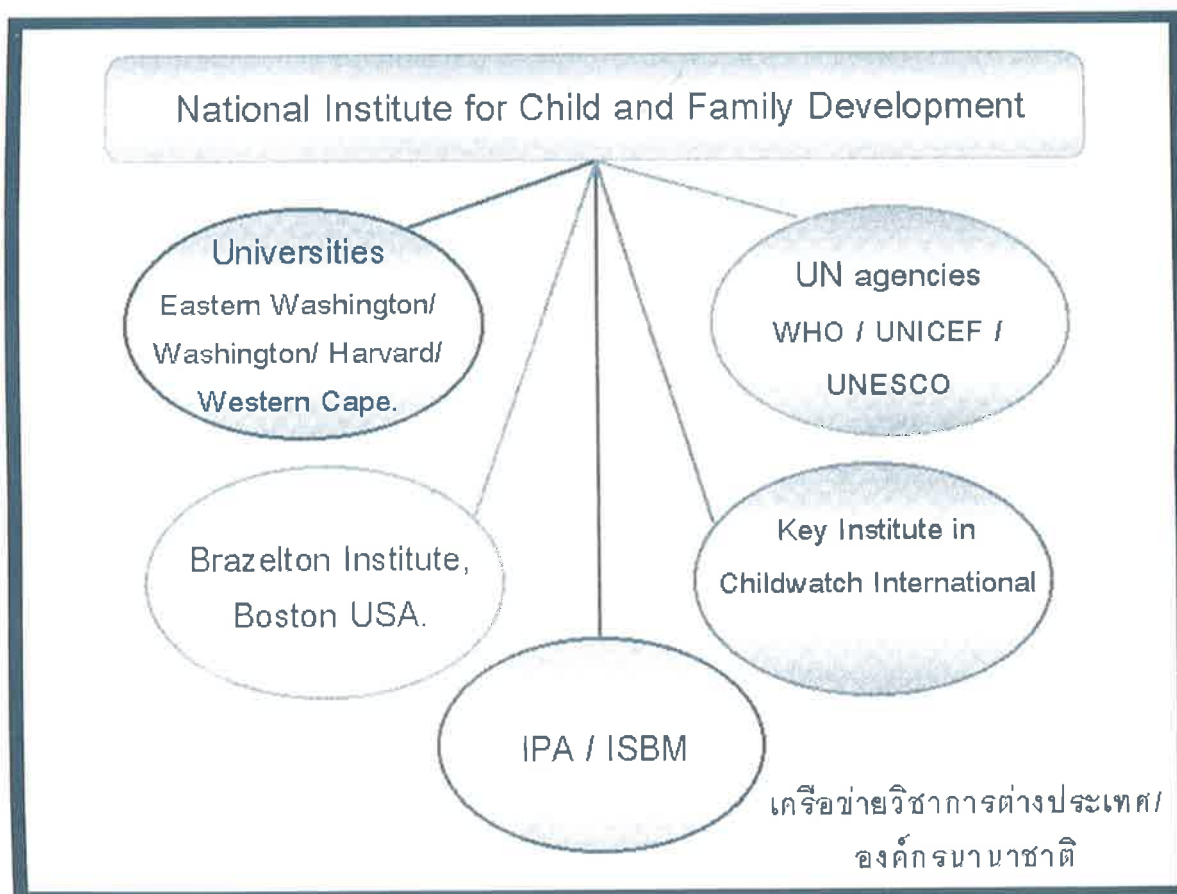 National Institute for Child and Family Development
Universities
Eastern Washington/
Washington/ Harvard/
Western Cape.
UN agencies
WHO / UNICEF /
UNESCO
Brazelton Institute,
Boston USA.
Key Institute in
Childwatch International
IPA / ISBM
เครือข่ายวิชาการต่างประเทศ/
องค์กรนานาชาติ